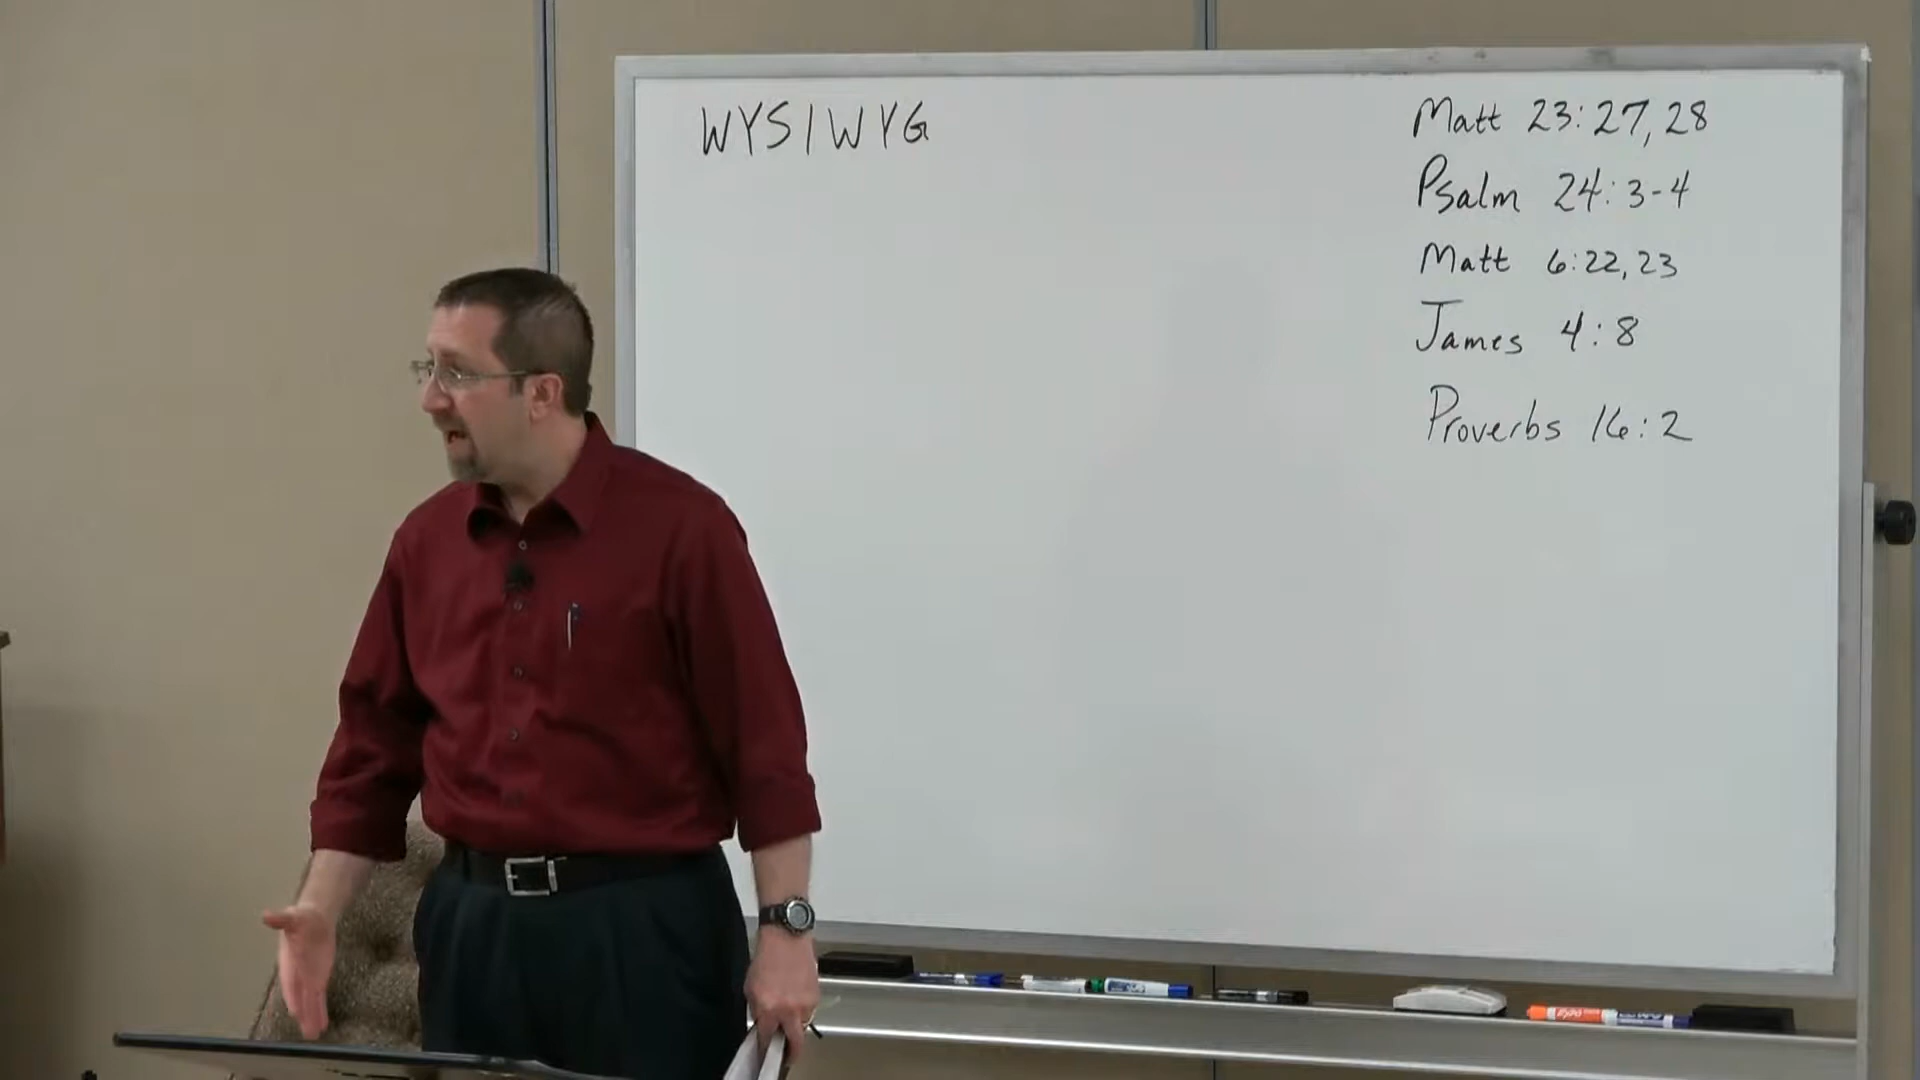 WYSIWYG
Matt 23:27,28
Psalm 24:3-4
Matt 6:22,23
James 4:8
Proverbs 16:2
EXPO